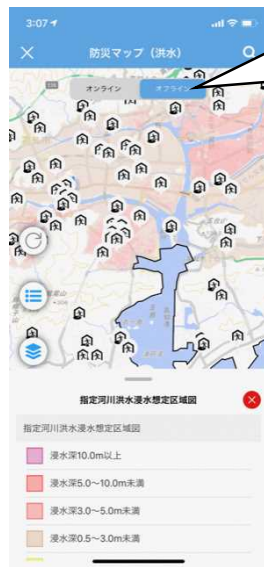 3:07
防災マップ（洪水）
オンライン
オフライン
指定河川洪水浸水想定区域図
指定河川洪水浸水想定区域図
浸水深10.0m以上
浸水深5.0～10.0m未満
浸水深3.0～5.0m未満
浸水深0.5～3.0m未満